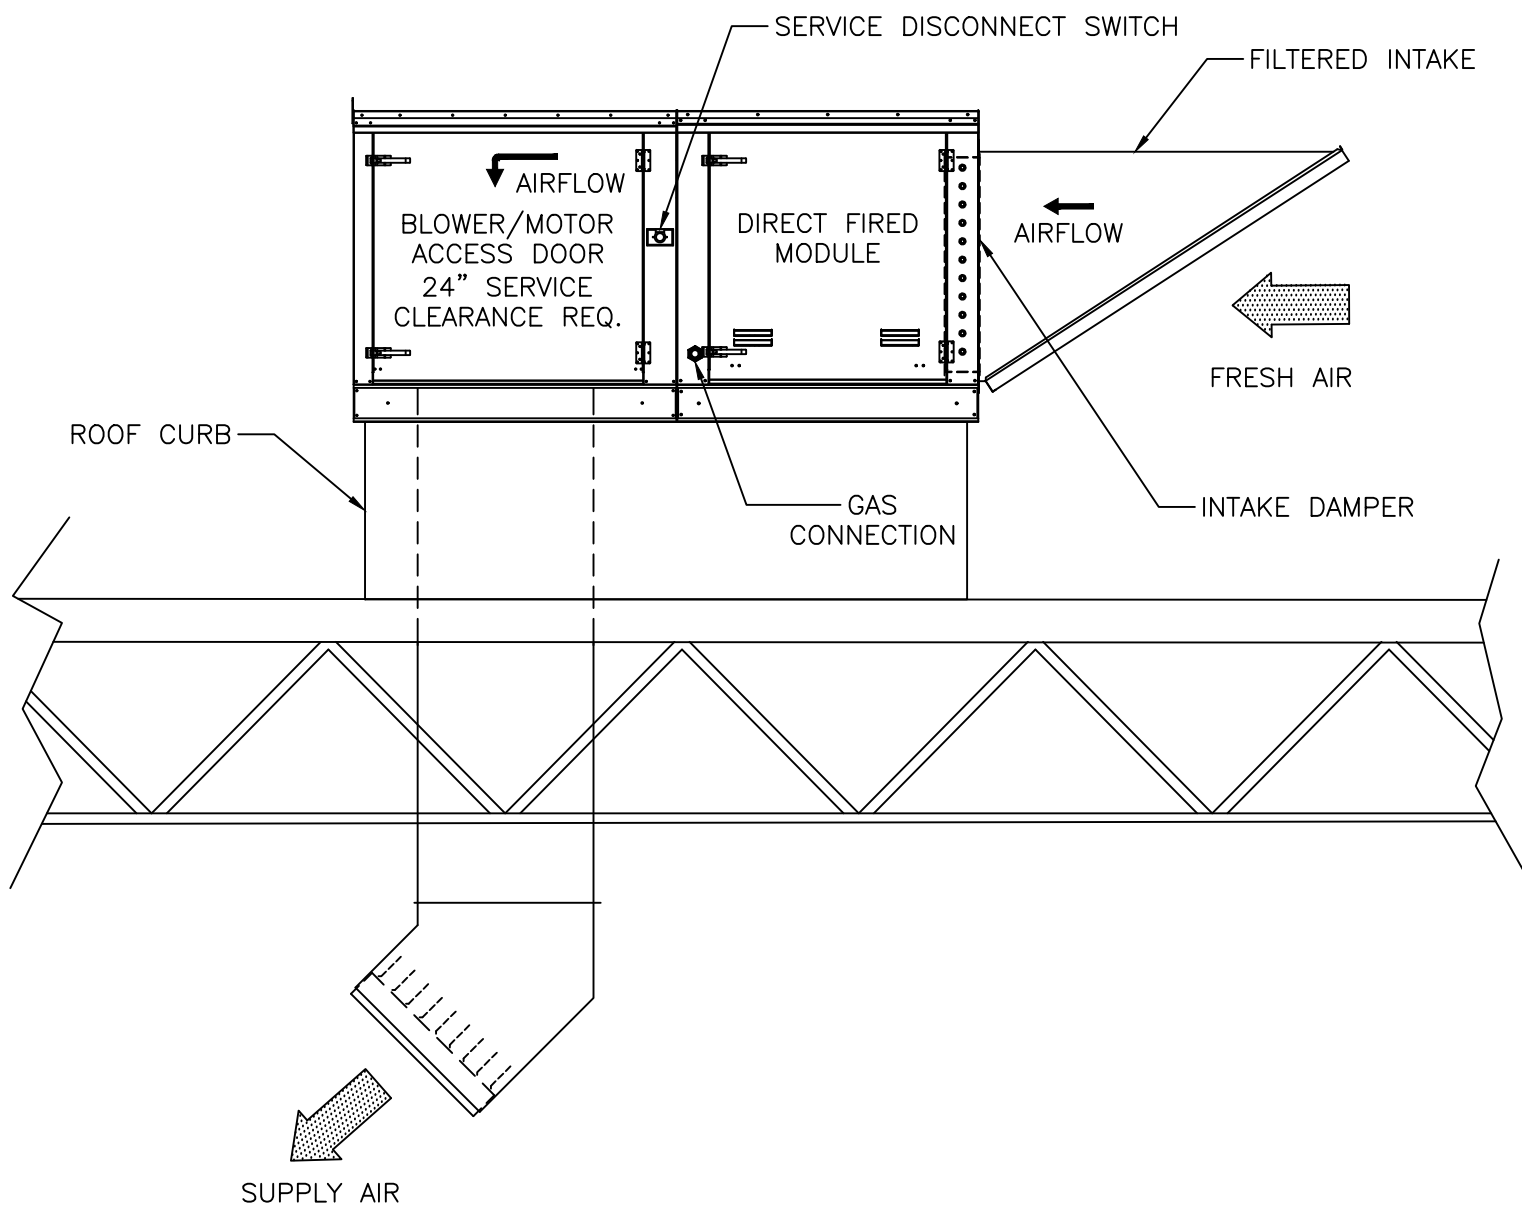 SERVICE DISCONNECT SWITCH
FILTERED INTAKE
AIRFLOW
BLOWER/MOTOR
ACCESS DOOR
24” SERVICE
CLEARANCE REQ.
DIRECT FIRED
MODULE
AIRFLOW
FRESH AIR
ROOF CURB
GAS
CONNECTION
INTAKE DAMPER
SUPPLY AIR